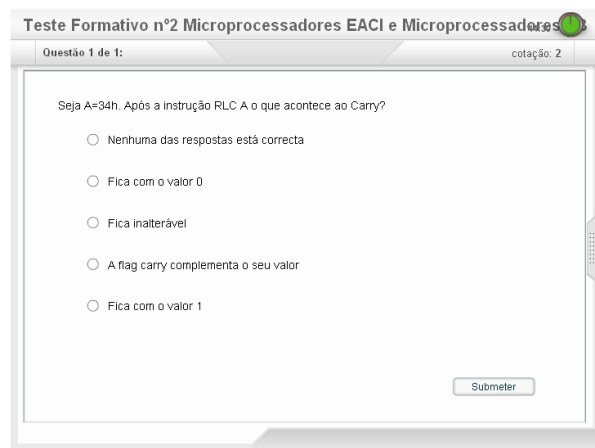 Teste Formativo nº2 Microprocessadores EACI e Microprocessadores
Questão 1 de 1:
cotação: 2
Seja A=34h. Após a instrução RLC A o que acontece ao Carry?
Nenhuma das respostas está correcta
Fica com o valor 0
Fica inalterável
A flag carry complementa o seu valor
Fica com o valor 1
Submeter